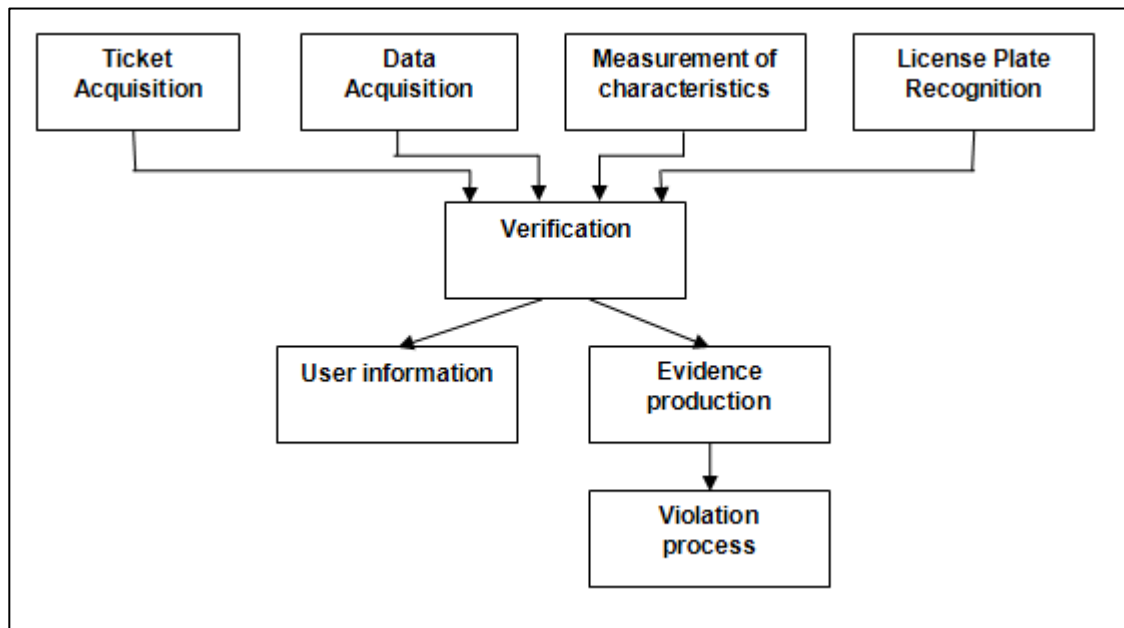 Ticket
Acquisition
Data
Acquisition
Measurement of
characteristics
License Plate
Recognition
Verification
User information
Evidence
production
Violation
process